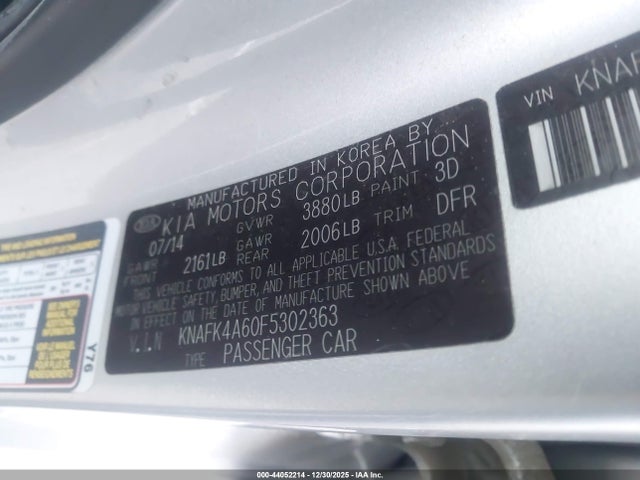 MANUFACTURED IN KOREA BY
KIA KIA MOTORS CORPORATION
07/14 GVWR 3880LB PAINT 3D
GAWR FRONT 2161LB GAWR REAR 2006LB TRIM DFR
THIS VEHICLE CONFORMS TO ALL APPLICABLE U.S.A. FEDERAL
MOTOR VEHICLE SAFETY, BUMPER, AND THEFT PREVENTION STANDARDS
IN EFFECT ON THE DATE OF MANUFACTURE SHOWN ABOVE
V.I.N KNAFK4A60F5302363
TYPE PASSENGER CAR
VIN KNAF
Y76
000-44052214 - 12/30/2025 - IAA Inc.